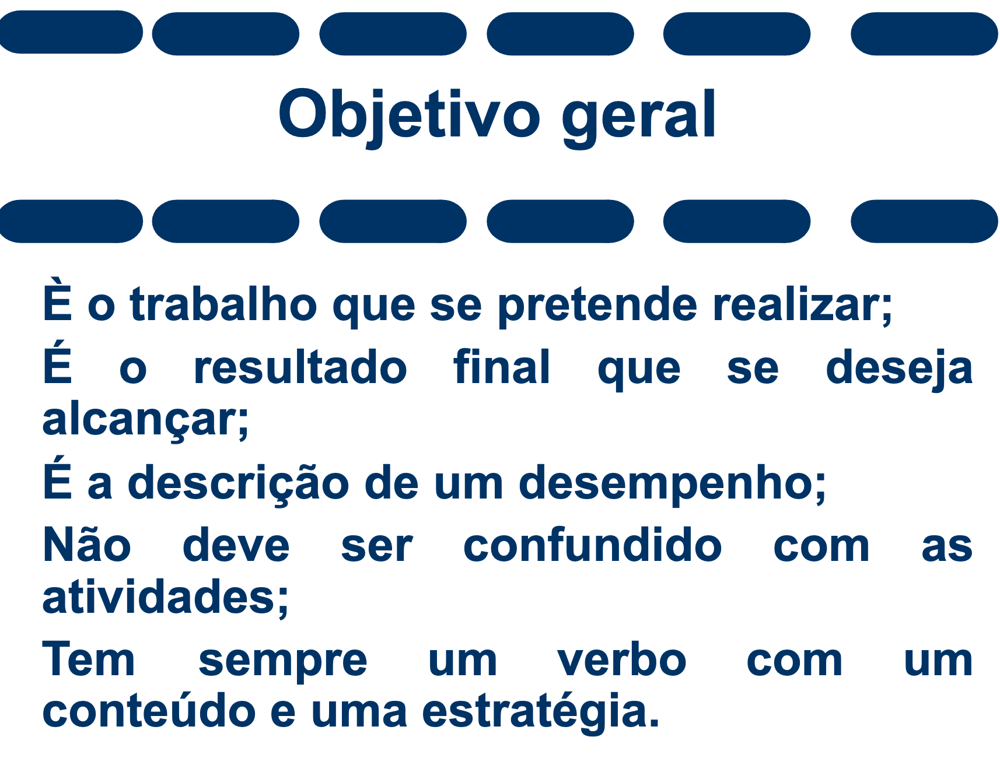 Objetivo geral
È o trabalho que se pretende realizar;
É o resultado final que se deseja
alcançar;
É a descrição de um desempenho;
Não deve ser confundido com as
atividades;
Tem sempre um verbo com um
conteúdo e uma estratégia.